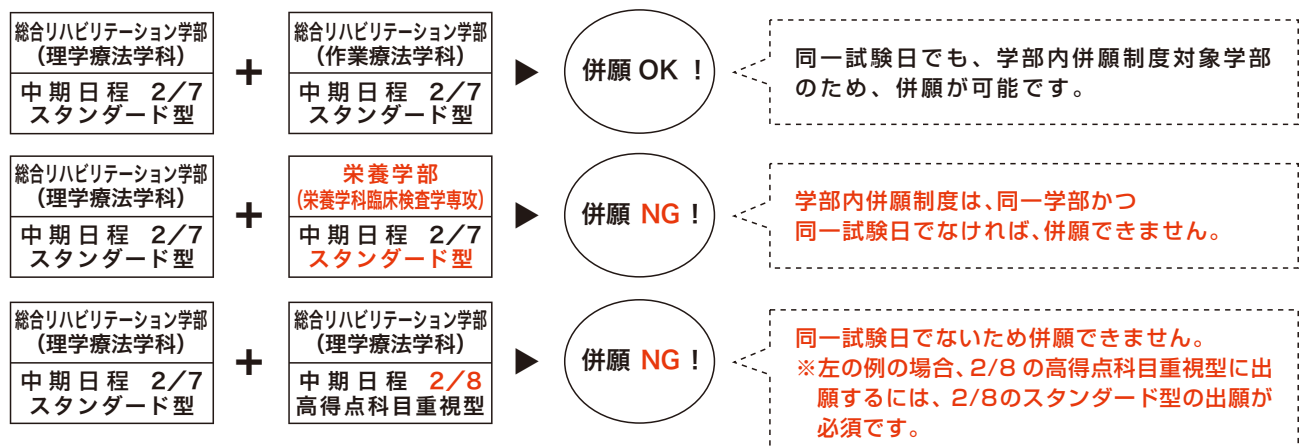 総合リハビリテーション学部
(理学療法学科)
中期日程 2/7
スタンダード型
+
総合リハビリテーション学部
(作業療法学科)
中期日程 2/7
スタンダード型
▶
併願 OK !
同一試験日でも、学部内併願制度対象学部
のため、併願が可能です。
総合リハビリテーション学部
(理学療法学科)
中期日程 2/7
スタンダード型
+
栄養学部
(栄養学科臨床検査学専攻)
中期日程 2/7
スタンダード型
▶
併願 NG !
学部内併願制度は、同一学部かつ
同一試験日でなければ、併願できません。
総合リハビリテーション学部
(理学療法学科)
中期日程 2/7
スタンダード型
+
総合リハビリテーション学部
(理学療法学科)
中期日程 2/8
高得点科目重視型
▶
併願 NG !
同一試験日でないため併願できません。
※左の例の場合、2/8 の高得点科目重視型に出
願するには、2/8のスタンダード型の出願が
必須です。